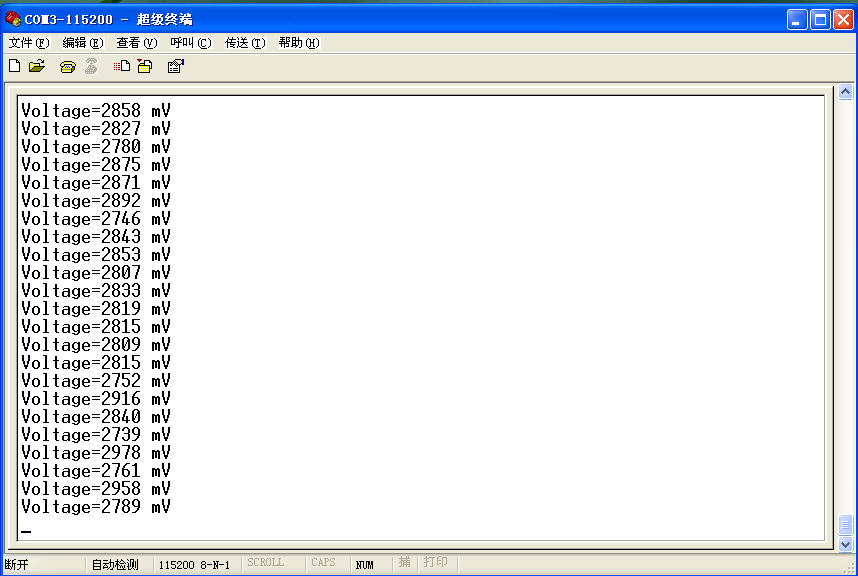 COM3-115200 - 超级终端
文件(F) 编辑(E) 查看(V) 呼叫(C) 传送(T) 帮助(H)
Voltage=2858 mV
Voltage=2827 mV
Voltage=2780 mV
Voltage=2875 mV
Voltage=2871 mV
Voltage=2892 mV
Voltage=2746 mV
Voltage=2843 mV
Voltage=2853 mV
Voltage=2807 mV
Voltage=2833 mV
Voltage=2819 mV
Voltage=2815 mV
Voltage=2809 mV
Voltage=2815 mV
Voltage=2752 mV
Voltage=2916 mV
Voltage=2840 mV
Voltage=2739 mV
Voltage=2978 mV
Voltage=2761 mV
Voltage=2958 mV
Voltage=2789 mV
_
断开 自动检测 115200 8-N-1 SCROLL CAPS NUM 捕 打印